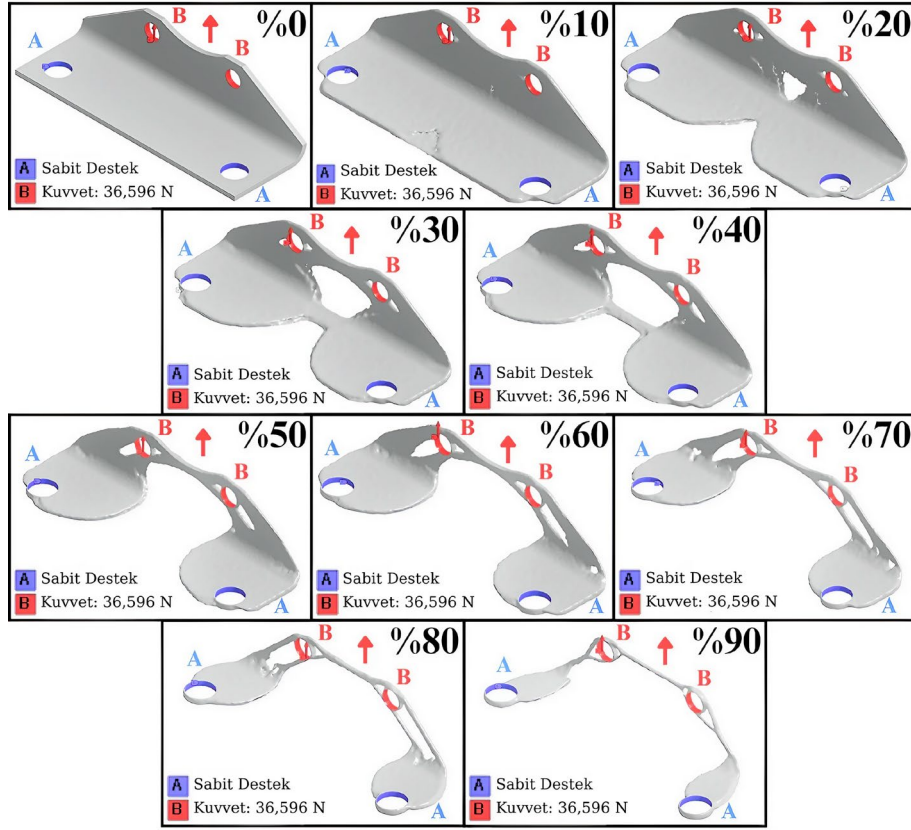 B %0
A
B
A Sabit Destek
B Kuvvet: 36,596 N
A
B %10
A
B
A Sabit Destek
B Kuvvet: 36,596 N
A
B %20
A
B
A Sabit Destek
B Kuvvet: 36,596 N
A
B %30
A
B
A Sabit Destek
B Kuvvet: 36,596 N
A
B %40
A
B
A Sabit Destek
B Kuvvet: 36,596 N
A
B %50
A
B
A Sabit Destek
B Kuvvet: 36,596 N
A
B %60
A
B
A Sabit Destek
B Kuvvet: 36,596 N
A
B %70
A
B
A Sabit Destek
B Kuvvet: 36,596 N
A
B %80
A
B
A Sabit Destek
B Kuvvet: 36,596 N
A
B %90
A
B
A Sabit Destek
B Kuvvet: 36,596 N
A